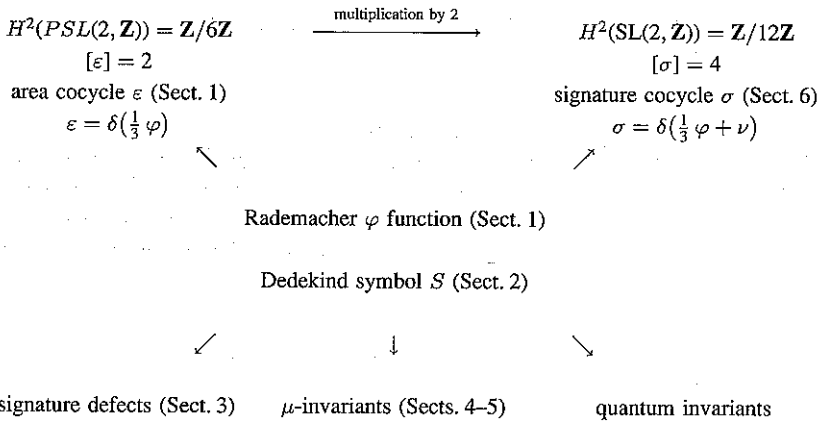 H²(PSL(2, Z)) = Z/6Z multiplication by 2 H²(SL(2, Z)) = Z/12Z
[ε] = 2 [σ] = 4
area cocycle ε (Sect. 1) signature cocycle σ (Sect. 6)
ε = δ(⅓ φ) σ = δ(⅓ φ + ν)
Rademacher φ function (Sect. 1)
Dedekind symbol S (Sect. 2)
signature defects (Sect. 3) μ-invariants (Sects. 4–5) quantum invariants